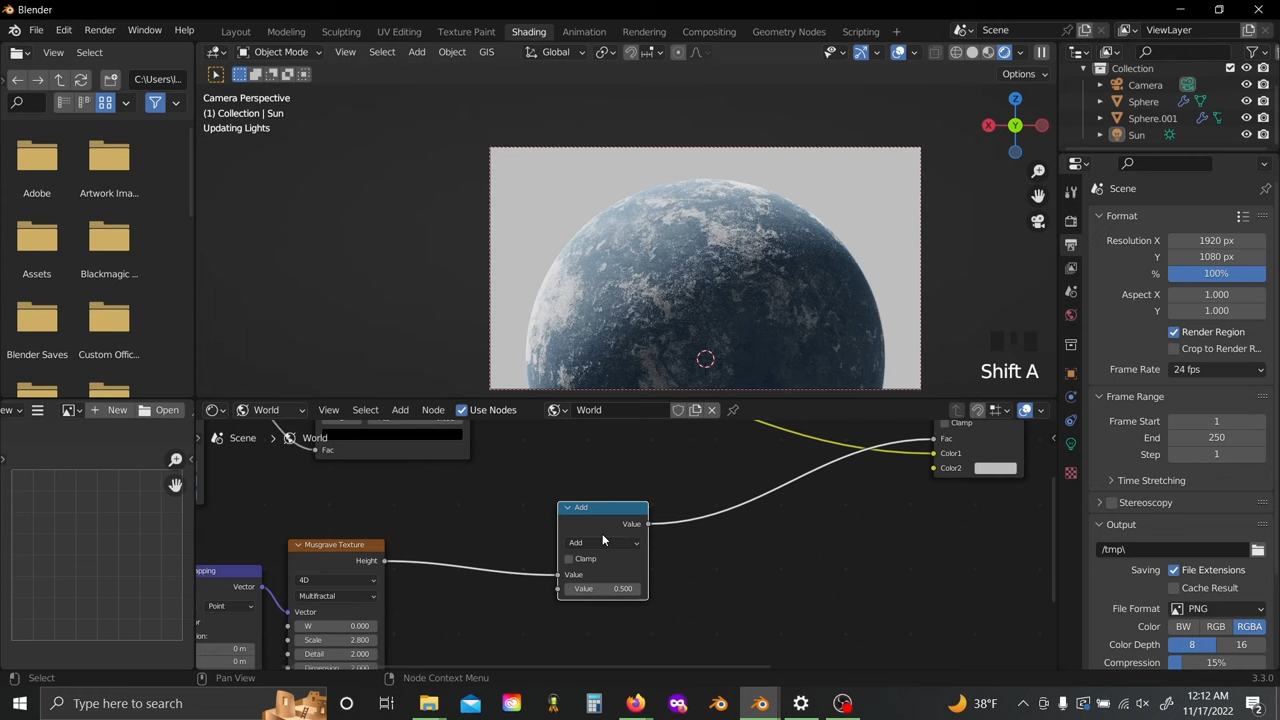 Blender
File Edit Render Window Help
Layout Modeling Sculpting UV Editing Texture Paint Shading Animation Rendering Compositing Geometry Nodes Scripting +
Scene
ViewLayer
View Select
Object Mode View Select Add Object GIS Global
Options
C:\Users\l...
Camera Perspective
(1) Collection | Sun
Updating Lights
Z
X
Y
Collection
Camera
Sphere
Sphere.001
Sun
Adobe
Artwork Ima...
Assets
Blackmagic ...
Blender Saves
Custom Offic...
Shift A
Scene
Format
Resolution X 1920 px
Y 1080 px
% 100%
Aspect X 1.000
Y 1.000
Render Region
Crop to Render R...
Frame Rate 24 fps
Frame Range
Start 1
End 250
Step 1
Time Stretching
Stereoscopy
Output
/tmp\
Saving File Extensions
Cache Result
File Format PNG
Color BW RGB RGBA
Color Depth 8 16
Compression 15%
ew New Open
World View Select Add Node Use Nodes World
Scene > World
Fac
Clamp
Fac
Color1
Color2
Add
Value
Add
Clamp
Value
Value 0.500
Musgrave Texture
Height
4D
Multifractal
Vector
W 0.000
Scale 2.800
Detail 2.000
Dimension 2.000
apping
Vector
Point
on:
0 m
0 m
Select Pan View Node Context Menu
3.3.0
Type here to search
38°F
12:12 AM
11/17/2022
2